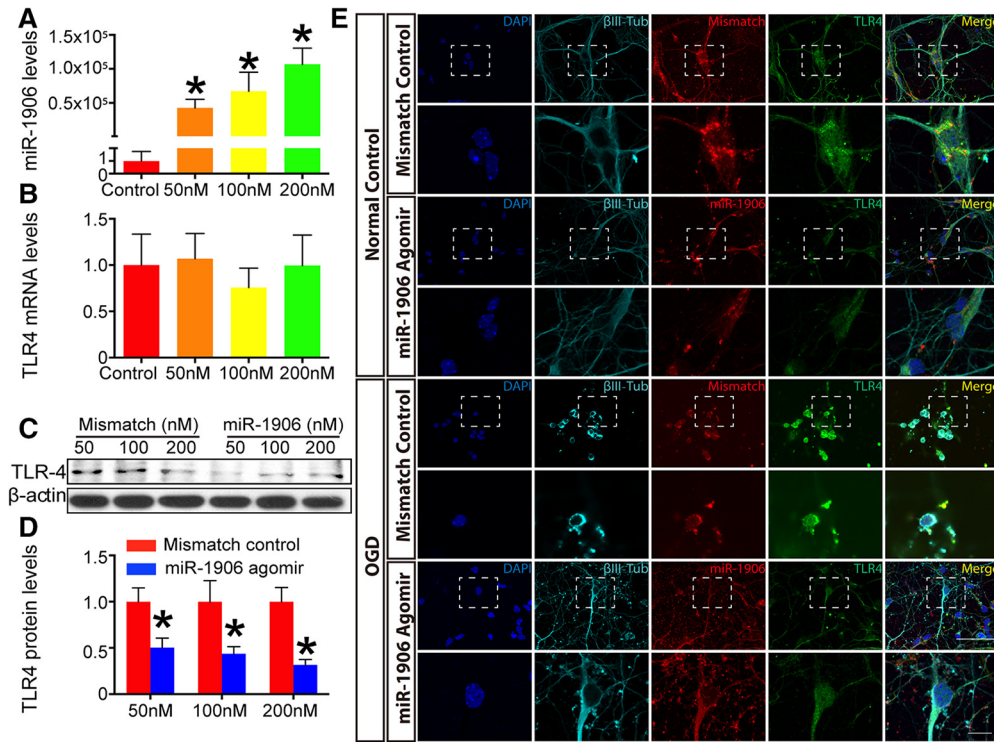 A
miR-1906 levels
1.5x10⁵
1.0x10⁵
0.5x10⁵
1
0
* * *
Control 50nM 100nM 200nM
B
TLR4 mRNA levels
1.5
1.0
0.5
0
Control 50nM 100nM 200nM
C
Mismatch (nM) miR-1906 (nM)
50 100 200 50 100 200
TLR-4
β-actin
D
TLR4 protein levels
1.5
1.0
0.5
0
Mismatch control
miR-1906 agomir
* * *
50nM 100nM 200nM
E
Normal Control
Mismatch Control
DAPI βIII-Tub Mismatch TLR4 Merge
miR-1906 Agomir
DAPI βIII-Tub miR-1906 TLR4 Merge
OGD
Mismatch Control
DAPI βIII-Tub Mismatch TLR4 Merge
miR-1906 Agomir
DAPI βIII-Tub miR-1906 TLR4 Merge